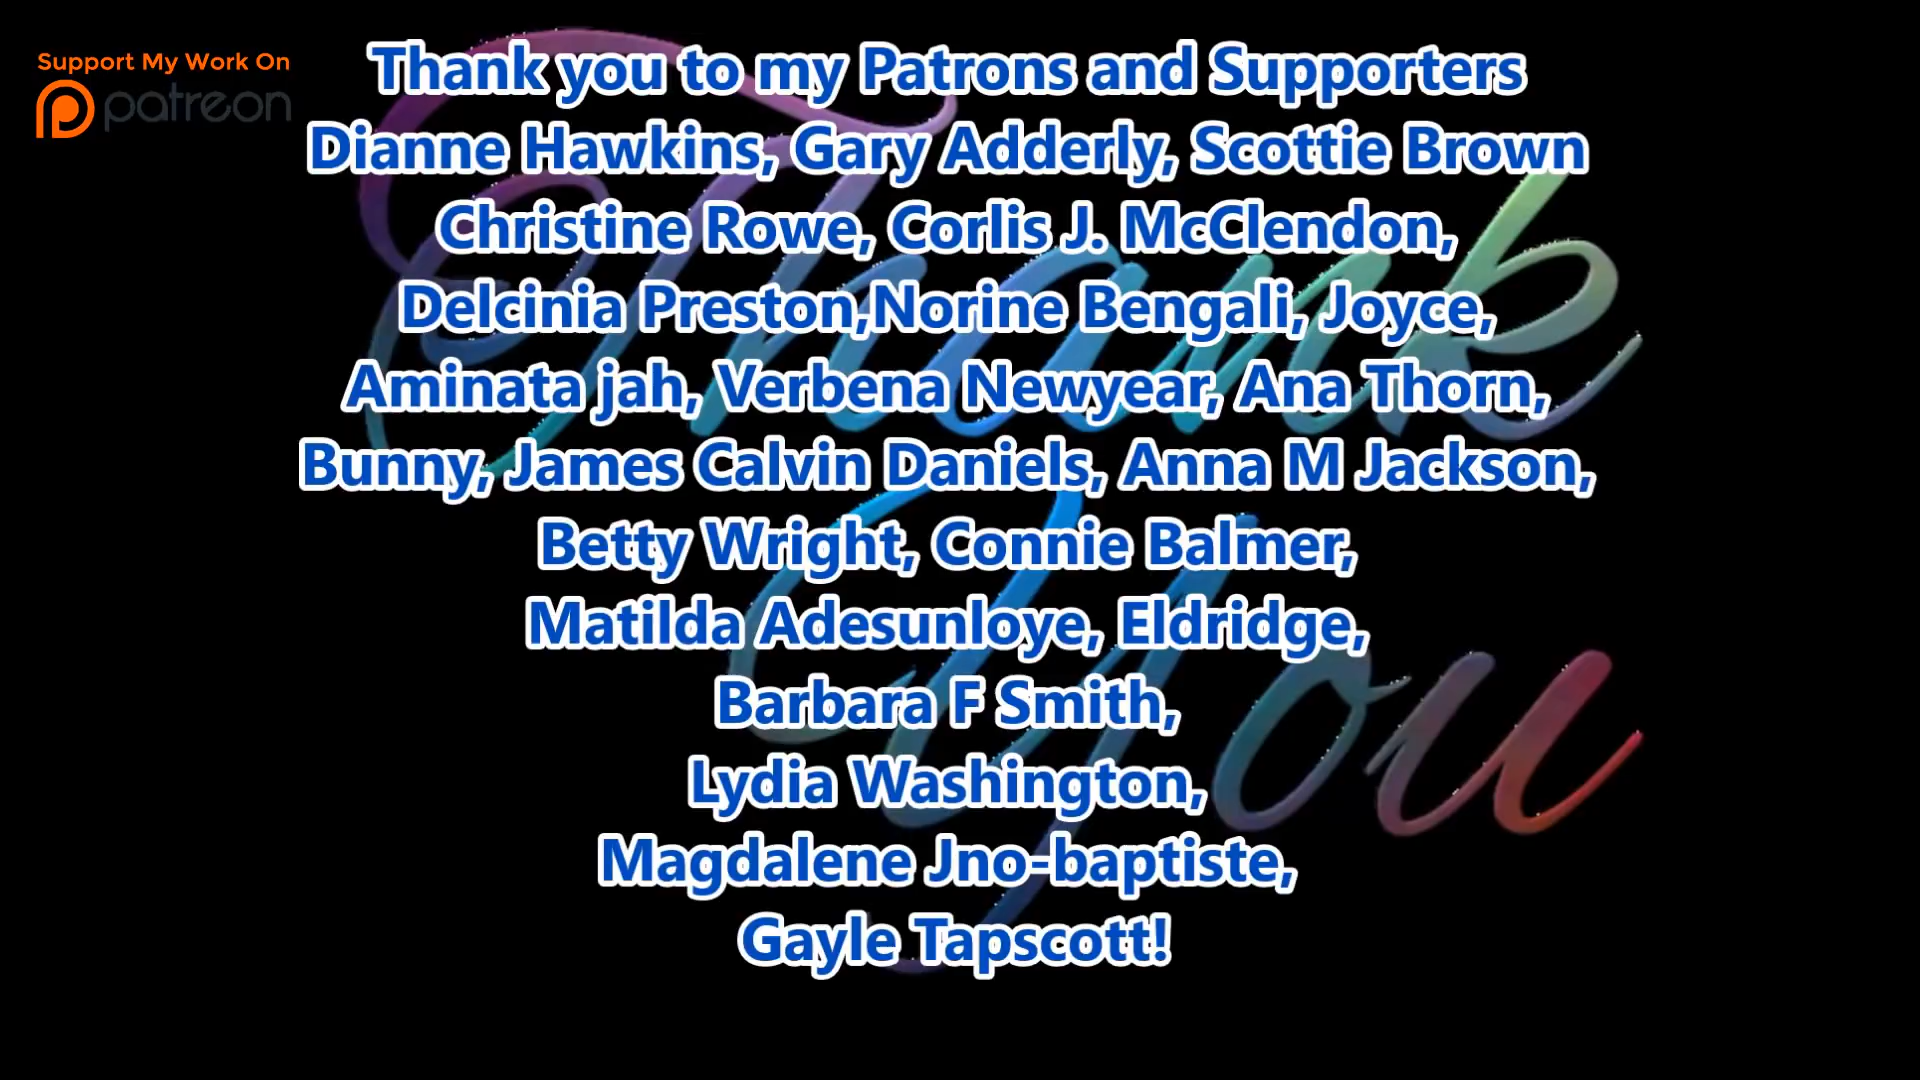 Support My Work On
patreon
Thank you to my Patrons and Supporters
Dianne Hawkins, Gary Adderly, Scottie Brown
Christine Rowe, Corlis J. McClendon,
Delcinia Preston,Norine Bengali, Joyce,
Aminata jah, Verbena Newyear, Ana Thorn,
Bunny, James Calvin Daniels, Anna M Jackson,
Betty Wright, Connie Balmer,
Matilda Adesunloye, Eldridge,
Barbara F Smith,
Lydia Washington,
Magdalene Jno-baptiste,
Gayle Tapscott!
Thank
You